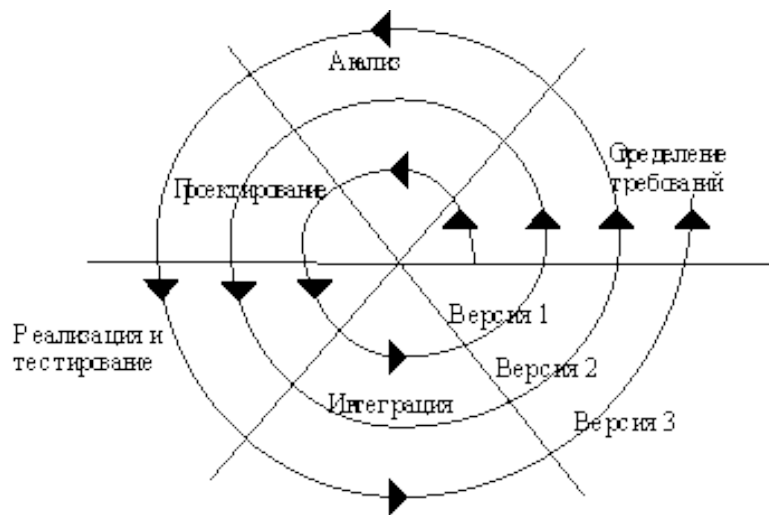 Анализ
Определение
требований
Проектирование
Версия 1
Реализация и
тестирование
Версия 2
Интеграция
Версия 3